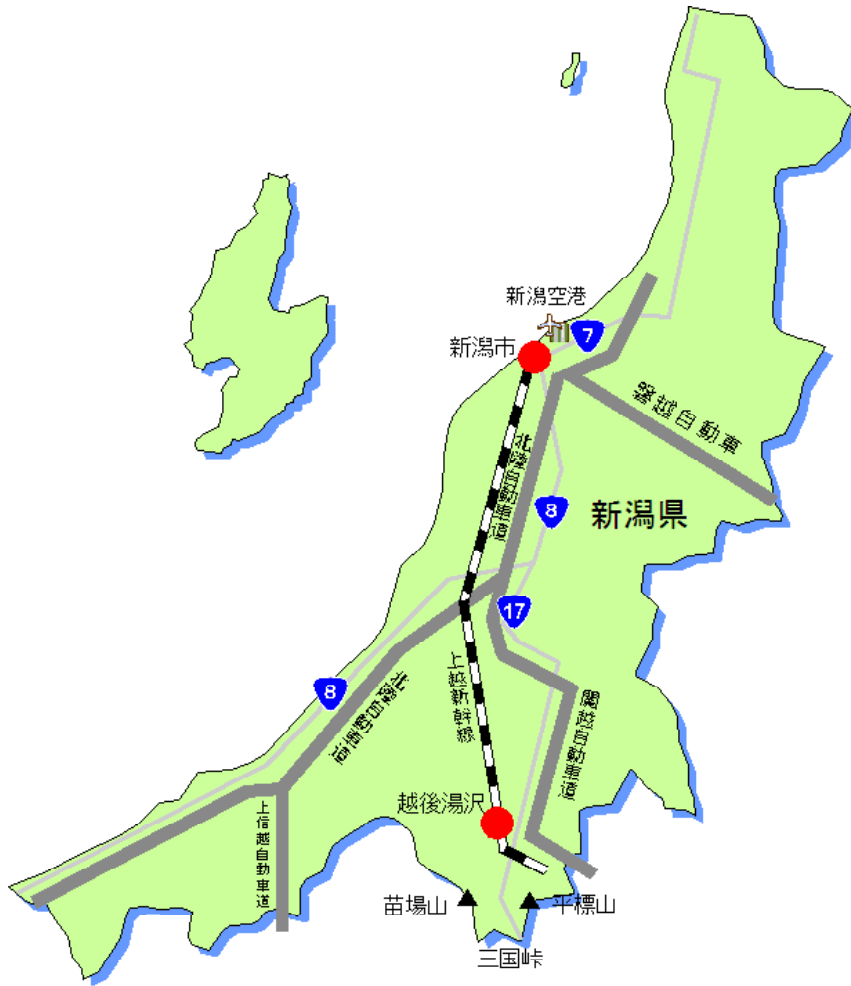 新潟空港
7
新潟市
磐越自動車
北陸自動車道
8
新潟県
17
上越新幹線
8
北陸自動車道
関越自動車道
越後湯沢
上信越自動車道
苗場山
平標山
三国峠